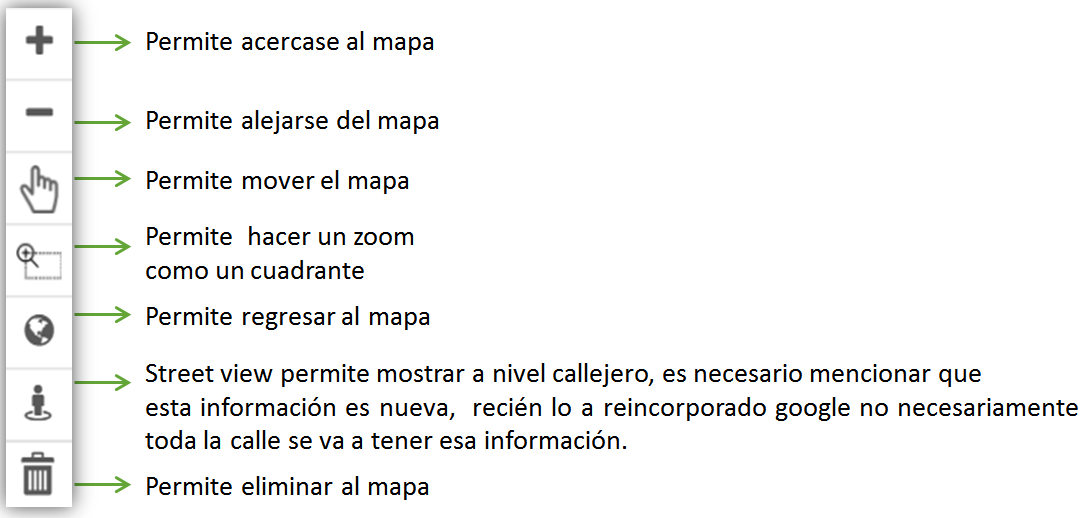 Permite acercase al mapa
Permite alejarse del mapa
Permite mover el mapa
Permite hacer un zoom
como un cuadrante
Permite regresar al mapa
Street view permite mostrar a nivel callejero, es necesario mencionar que
esta información es nueva, recién lo a reincorporado google no necesariamente
toda la calle se va a tener esa información.
Permite eliminar al mapa